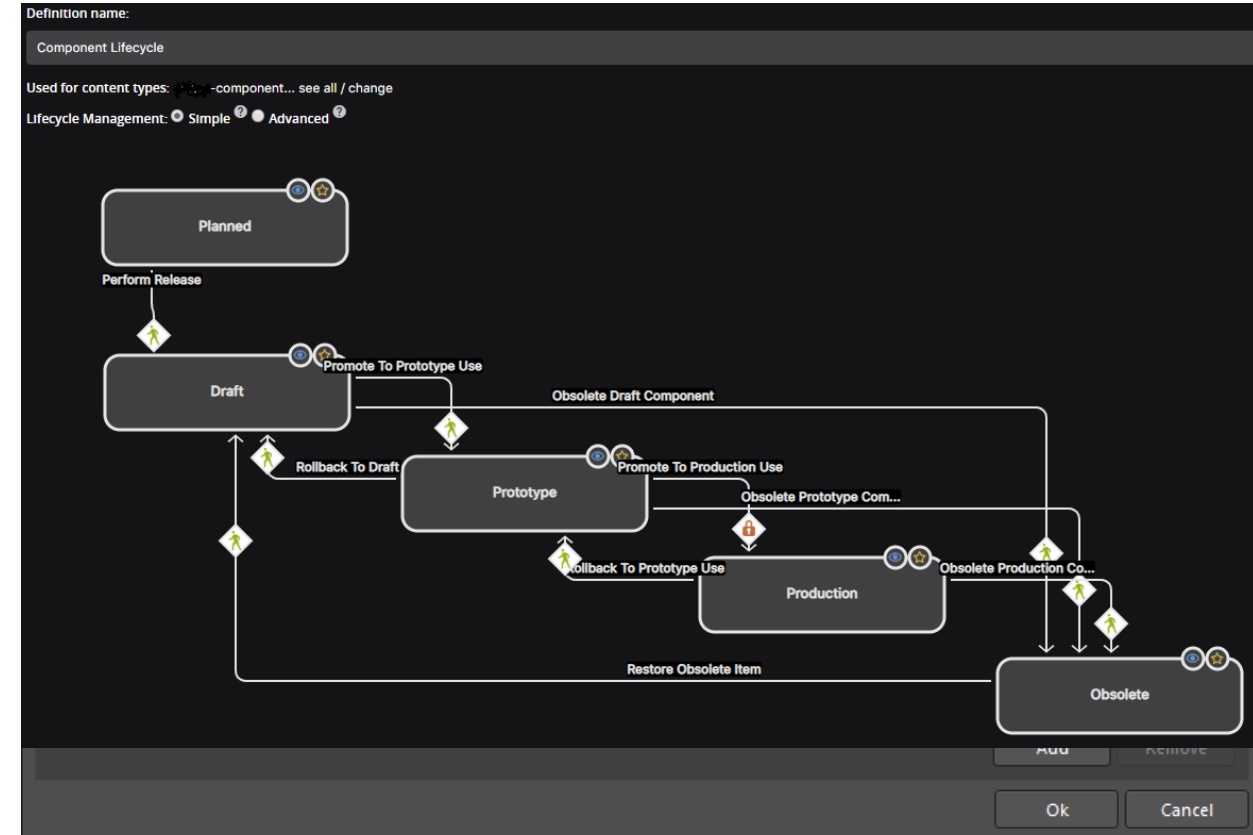 Definition name:
Component Lifecycle
Used for content types: -component... see all / change
Lifecycle Management: Simple ? Advanced ?
Planned
Perform Release
Draft
Promote To Prototype Use
Obsolete Draft Component
Rollback To Draft
Prototype
Promote To Production Use
Obsolete Prototype Com...
ollback To Prototype Use
Production
Obsolete Production Co...
Restore Obsolete Item
Obsolete
Add Remove
Ok Cancel